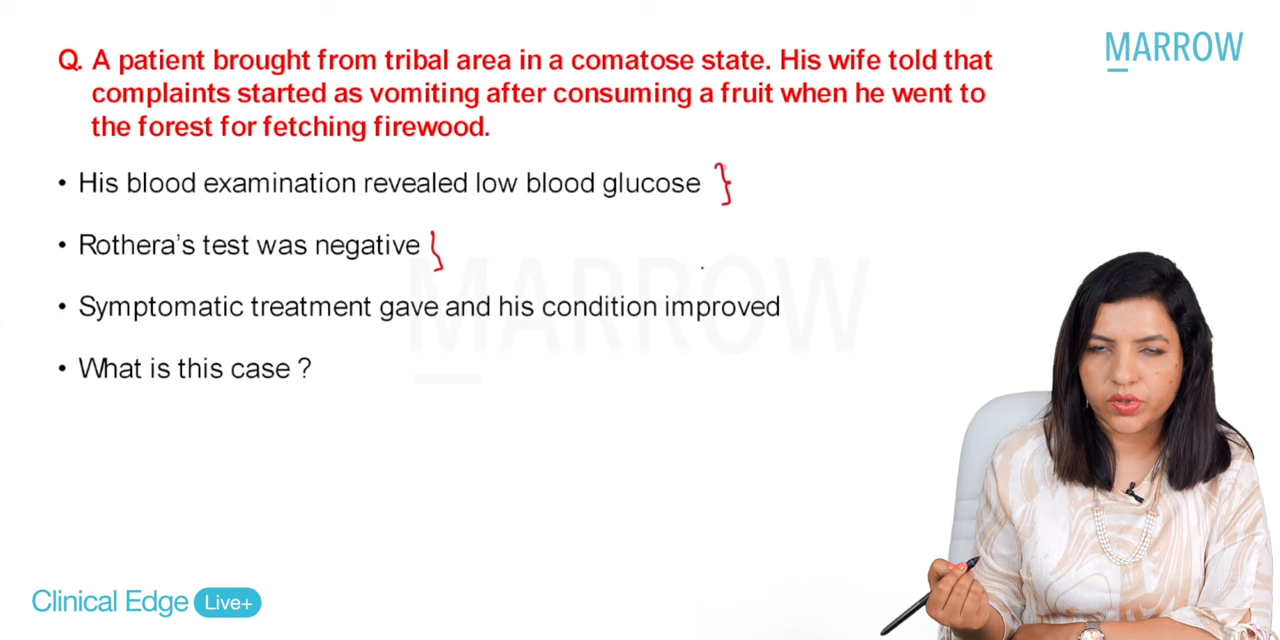 MARROW
Q. A patient brought from tribal area in a comatose state. His wife told that
complaints started as vomiting after consuming a fruit when he went to
the forest for fetching firewood.
• His blood examination revealed low blood glucose
• Rothera's test was negative
• Symptomatic treatment gave and his condition improved
• What is this case ?
MARROW
Clinical Edge Live+